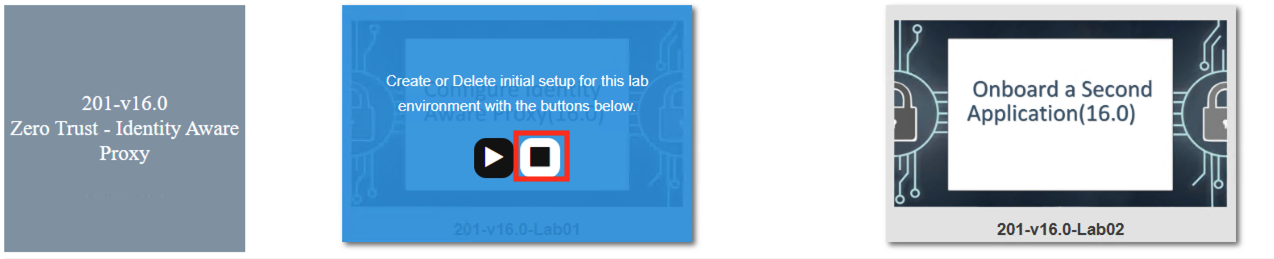 201-v16.0
Zero Trust - Identity Aware
Proxy
Create or Delete initial setup for this lab
environment with the buttons below.
Configure Identity
Aware Proxy(16.0)
201-v16.0-Lab01
Onboard a Second
Application(16.0)
201-v16.0-Lab02